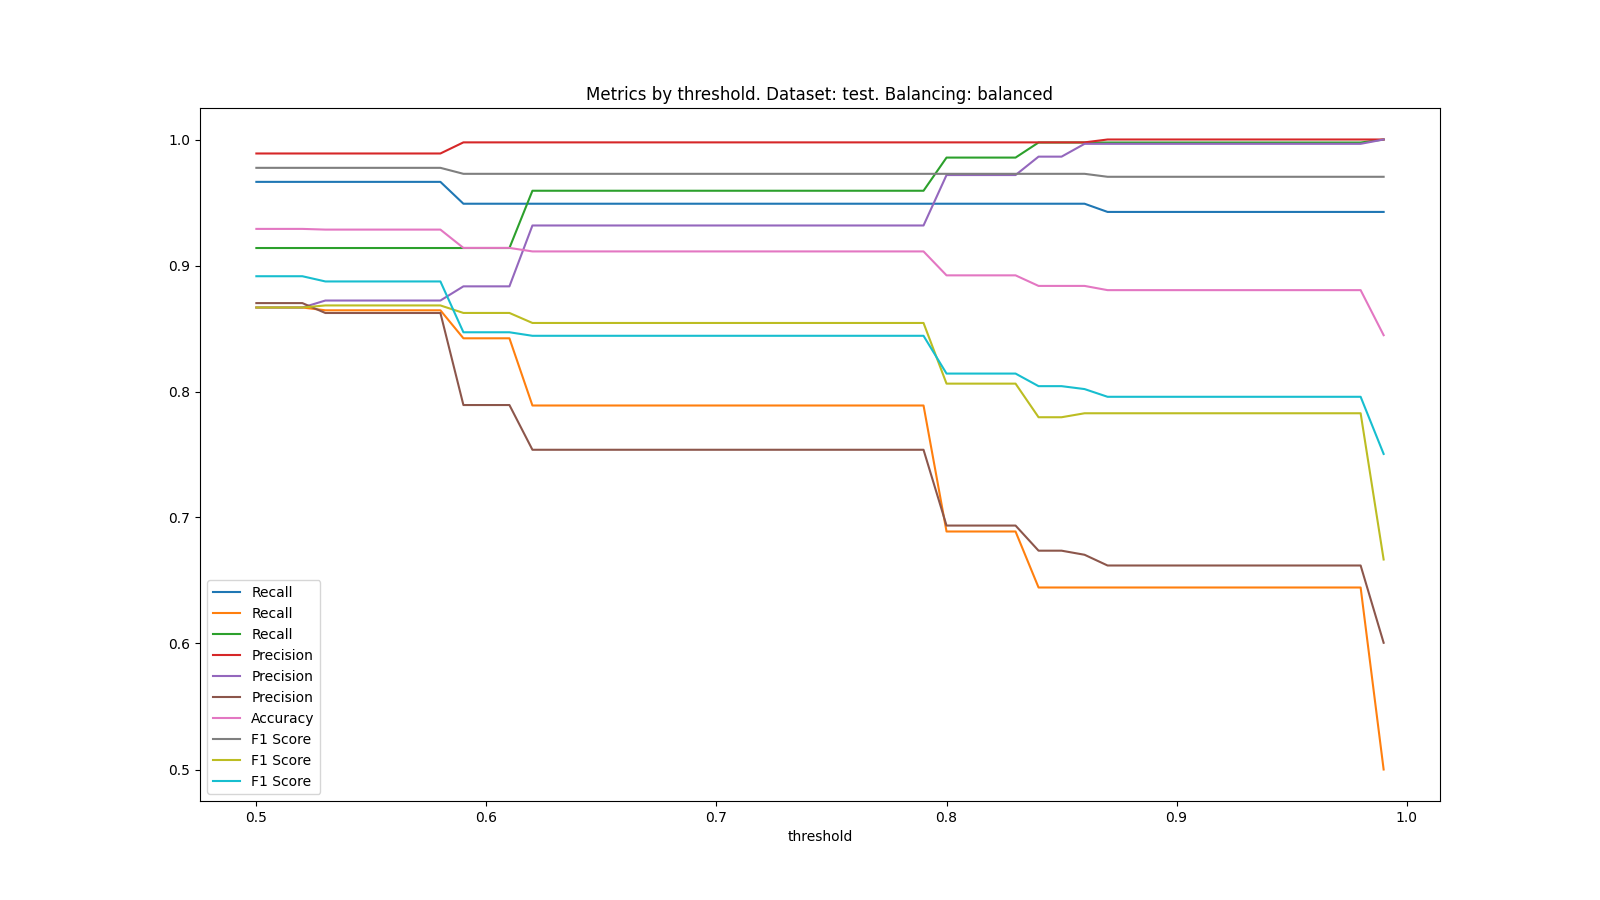 Metrics by threshold. Dataset: test. Balancing: balanced
1.0
0.9
0.8
0.7
0.6
0.5
Recall
Recall
Recall
Precision
Precision
Precision
Accuracy
F1 Score
F1 Score
F1 Score
0.5 0.6 0.7 0.8 0.9 1.0
threshold